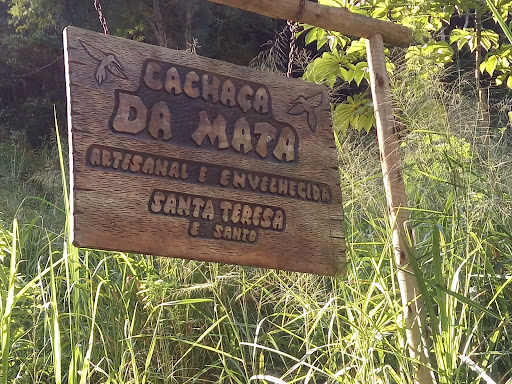 CACHAÇA
DA MATA
ARTESANAL E ENVELHECIDA
SANTA TERESA
E SANTO